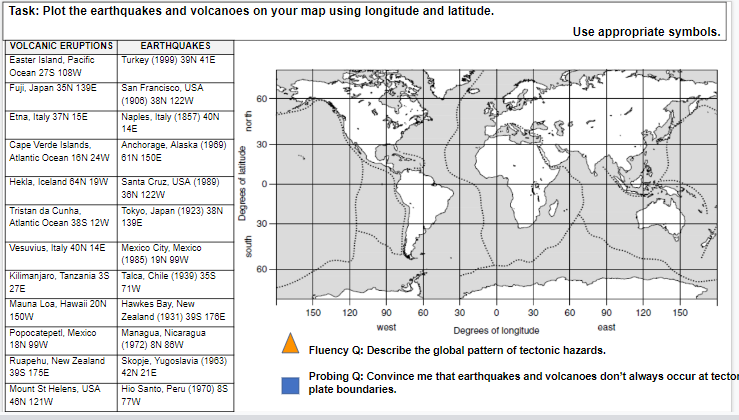 Task: Plot the earthquakes and volcanoes on your map using longitude and latitude.
Use appropriate symbols.
VOLCANIC ERUPTIONS EARTHQUAKES
Easter Island, Pacific
Ocean 27S 108W
Turkey (1999) 39N 41E
Fuji, Japan 35N 139E
San Francisco, USA
(1906) 38N 122W
Etna, Italy 37N 15E
Naples, Italy (1857) 40N
14E
Cape Verde Islands,
Atlantic Ocean 16N 24W
Anchorage, Alaska (1969)
61N 150E
Hekla, Iceland 64N 19W
Santa Cruz, USA (1989)
36N 122W
Tristan da Cunha,
Atlantic Ocean 38S 12W
Tokyo, Japan (1923) 38N
139E
Vesuvius, Italy 40N 14E
Mexico City, Mexico
(1985) 19N 99W
Kilimanjaro, Tanzania 3S
27E
Talca, Chile (1939) 35S
71W
Mauna Loa, Hawaii 20N
150W
Hawkes Bay, New
Zealand (1931) 39S 176E
Popocatepetl, Mexico
18N 99W
Managua, Nicaragua
(1972) 8N 86W
Ruapehu, New Zealand
39S 175E
Skopje, Yugoslavia (1963)
42N 21E
Mount St Helens, USA
46N 121W
Hio Santo, Peru (1970) 8S
77W
Degrees of latitude
north
south
60
30
0
30
60
150 120 90 60 30 0 30 60 90 120 150
west Degrees of longitude east
Fluency Q: Describe the global pattern of tectonic hazards.
Probing Q: Convince me that earthquakes and volcanoes don't always occur at tector
plate boundaries.